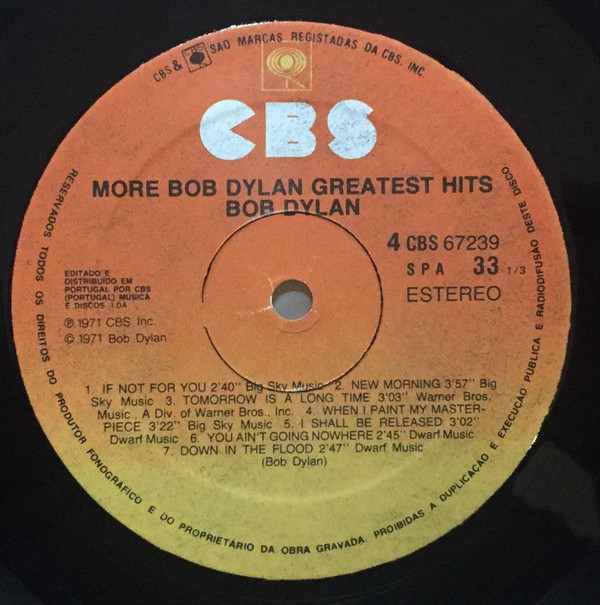 CBS & SÃO MARCAS REGISTADAS DA CBS. INC.
CBS
MORE BOB DYLAN GREATEST HITS
BOB DYLAN
4 CBS 67239
SPA 33 1/3
ESTEREO
EDITADO E
DISTRIBUÍDO EM
PORTUGAL POR CBS
(PORTUGAL) MUSICA
E DISCOS LDA
℗ 1971 CBS Inc.
© 1971 Bob Dylan
1. IF NOT FOR YOU 2'40'' Big Sky Music 2. NEW MORNING 3'57'' Big
Sky Music 3. TOMORROW IS A LONG TIME 3'03'' Warner Bros.
Music., A Div. of Warner Bros., Inc. 4. WHEN I PAINT MY MASTER-
PIECE 3'22'' Big Sky Music 5. I SHALL BE RELEASED 3'02''
Dwarf Music 6. YOU AIN'T GOING NOWHERE 2'45'' Dwarf Music
7. DOWN IN THE FLOOD 2'47'' Dwarf Music
(Bob Dylan)
RESERVADOS TODOS OS DIREITOS DO PRODUTOR FONOGRÁFICO E DO PROPRIETÁRIO DA OBRA GRAVADA. PROIBIDAS A DUPLICAÇÃO E EXECUÇÃO PUBLICA E RADIODIFUSÃO DESTE DISCO.